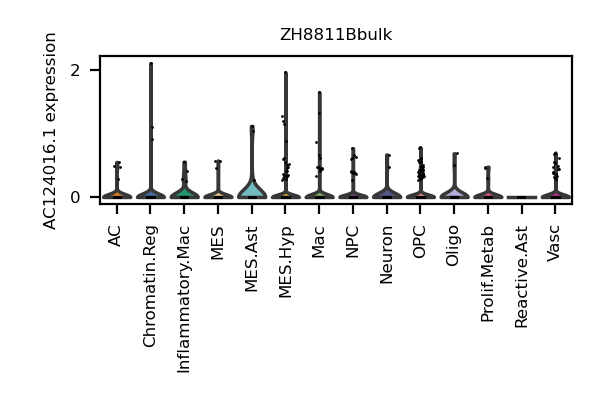 ZH8811Bbulk
AC124016.1 expression
2
0
AC
Chromatin.Reg
Inflammatory.Mac
MES
MES.Ast
MES.Hyp
Mac
NPC
Neuron
OPC
Oligo
Prolif.Metab
Reactive.Ast
Vasc